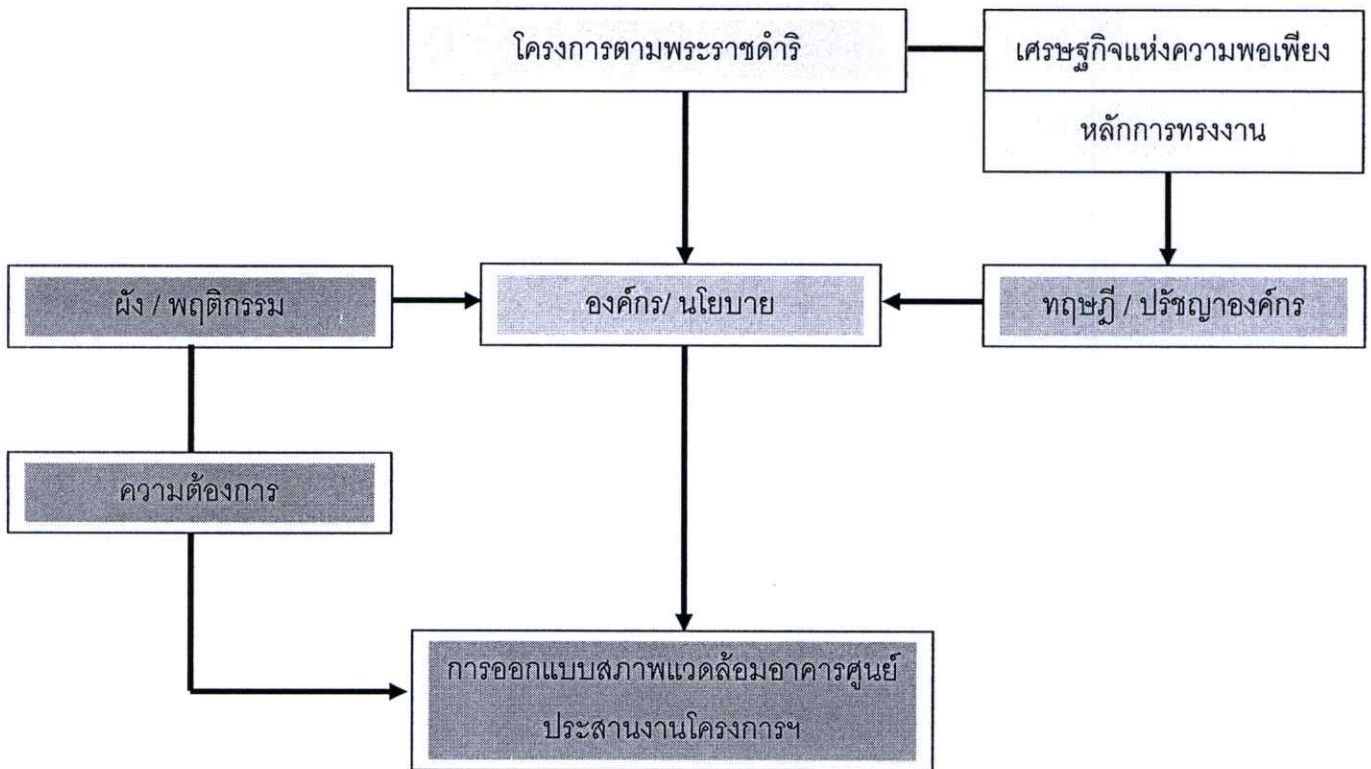 โครงการตามพระราชดำริ
เศรษฐกิจแห่งความพอเพียง
หลักการทรงงาน
ผัง / พฤติกรรม
องค์กร/ นโยบาย
ทฤษฎี / ปรัชญาองค์กร
ความต้องการ
การออกแบบสภาพแวดล้อมอาคารศูนย์
ประสานงานโครงการฯ